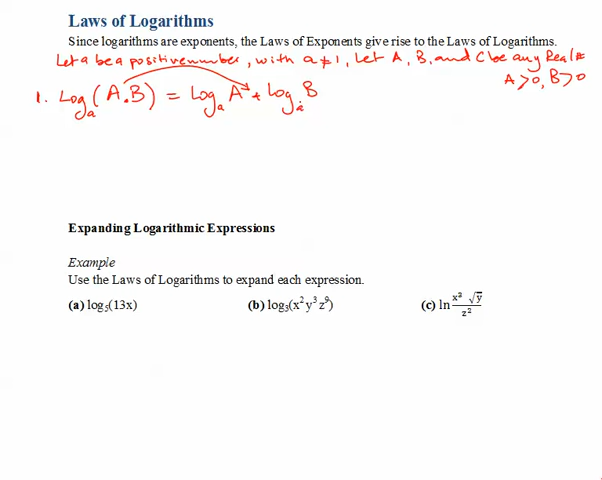 Laws of Logarithms
Since logarithms are exponents, the Laws of Exponents give rise to the Laws of Logarithms.
Let a be a positive number, with a ≠ 1, Let A, B, and C be any Real #
A > 0, B > 0
1. Log_a(A.B) = Log_a A + log_a B
Expanding Logarithmic Expressions
Example
Use the Laws of Logarithms to expand each expression.
(a) log₅(13x) (b) log₃(x²y³z⁹) (c) ln x² √y / z²